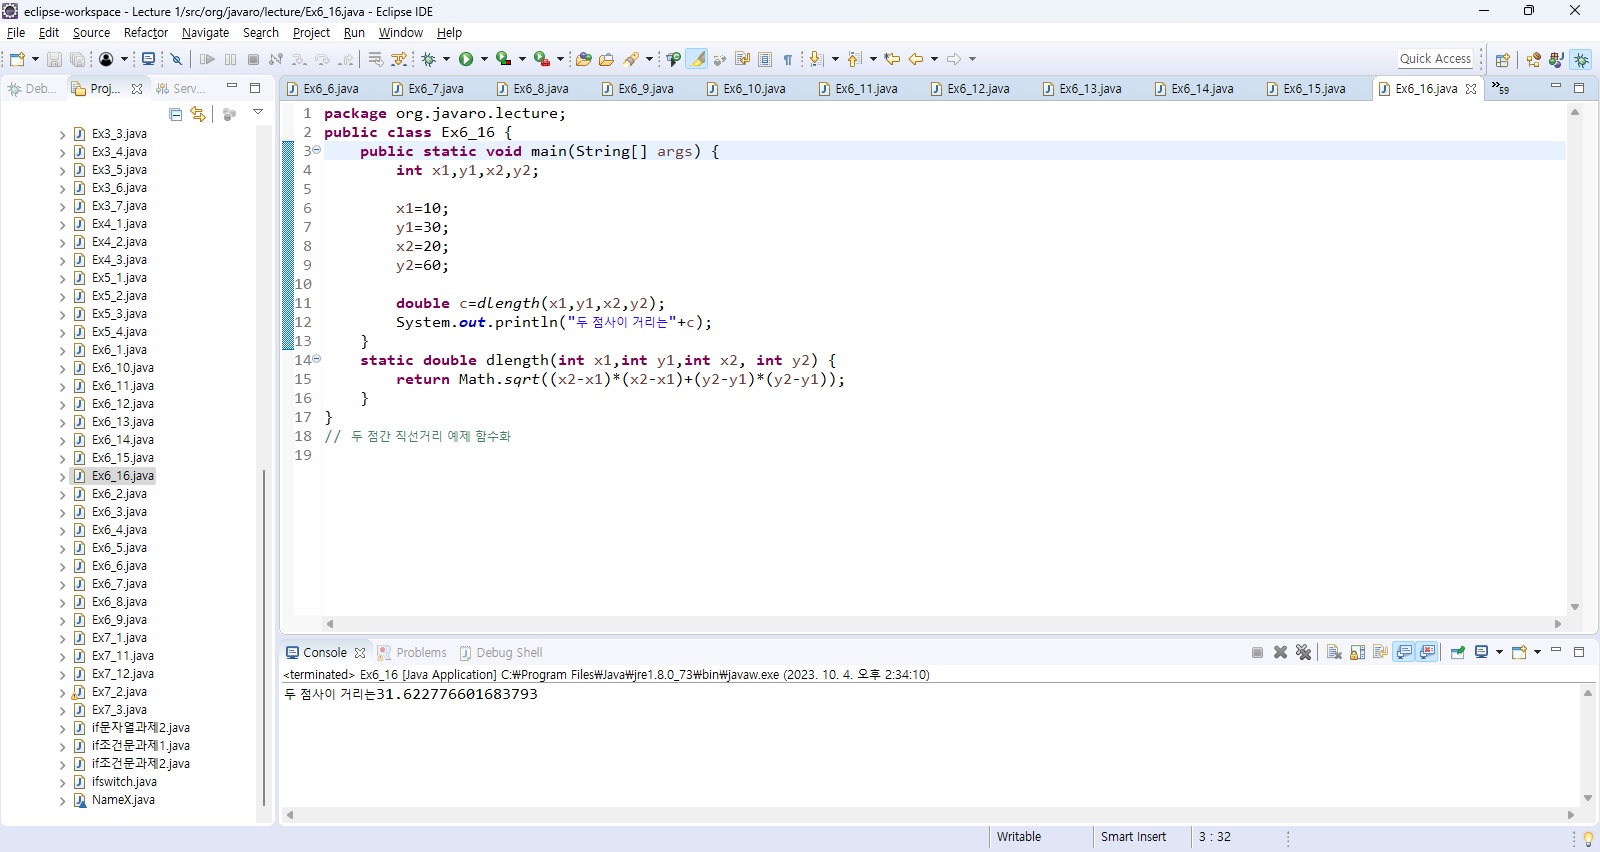 eclipse-workspace - Lecture 1/src/org/javaro/lecture/Ex6_16.java - Eclipse IDE
File Edit Source Refactor Navigate Search Project Run Window Help
Quick Access
Deb... Proj... Serv...
Ex6_6.java Ex6_7.java Ex6_8.java Ex6_9.java Ex6_10.java Ex6_11.java Ex6_12.java Ex6_13.java Ex6_14.java Ex6_15.java Ex6_16.java »59
Ex3_3.java
Ex3_4.java
Ex3_5.java
Ex3_6.java
Ex3_7.java
Ex4_1.java
Ex4_2.java
Ex4_3.java
Ex5_1.java
Ex5_2.java
Ex5_3.java
Ex5_4.java
Ex6_1.java
Ex6_10.java
Ex6_11.java
Ex6_12.java
Ex6_13.java
Ex6_14.java
Ex6_15.java
Ex6_16.java
Ex6_2.java
Ex6_3.java
Ex6_4.java
Ex6_5.java
Ex6_6.java
Ex6_7.java
Ex6_8.java
Ex6_9.java
Ex7_1.java
Ex7_11.java
Ex7_12.java
Ex7_2.java
Ex7_3.java
if문자열과제2.java
if조건문과제1.java
if조건문과제2.java
ifswitch.java
NameX.java
1 package org.javaro.lecture;
2 public class Ex6_16 {
3 public static void main(String[] args) {
4 int x1,y1,x2,y2;
5
6 x1=10;
7 y1=30;
8 x2=20;
9 y2=60;
10
11 double c=dlength(x1,y1,x2,y2);
12 System.out.println("두 점사이 거리는"+c);
13 }
14 static double dlength(int x1,int y1,int x2, int y2) {
15 return Math.sqrt((x2-x1)*(x2-x1)+(y2-y1)*(y2-y1));
16 }
17 }
18 // 두 점간 직선거리 예제 함수화
19
Console Problems Debug Shell
<terminated> Ex6_16 [Java Application] C:₩Program Files₩Java₩jre1.8.0_73₩bin₩javaw.exe (2023. 10. 4. 오후 2:34:10)
두 점사이 거리는31.622776601683793
Writable Smart Insert 3 : 32